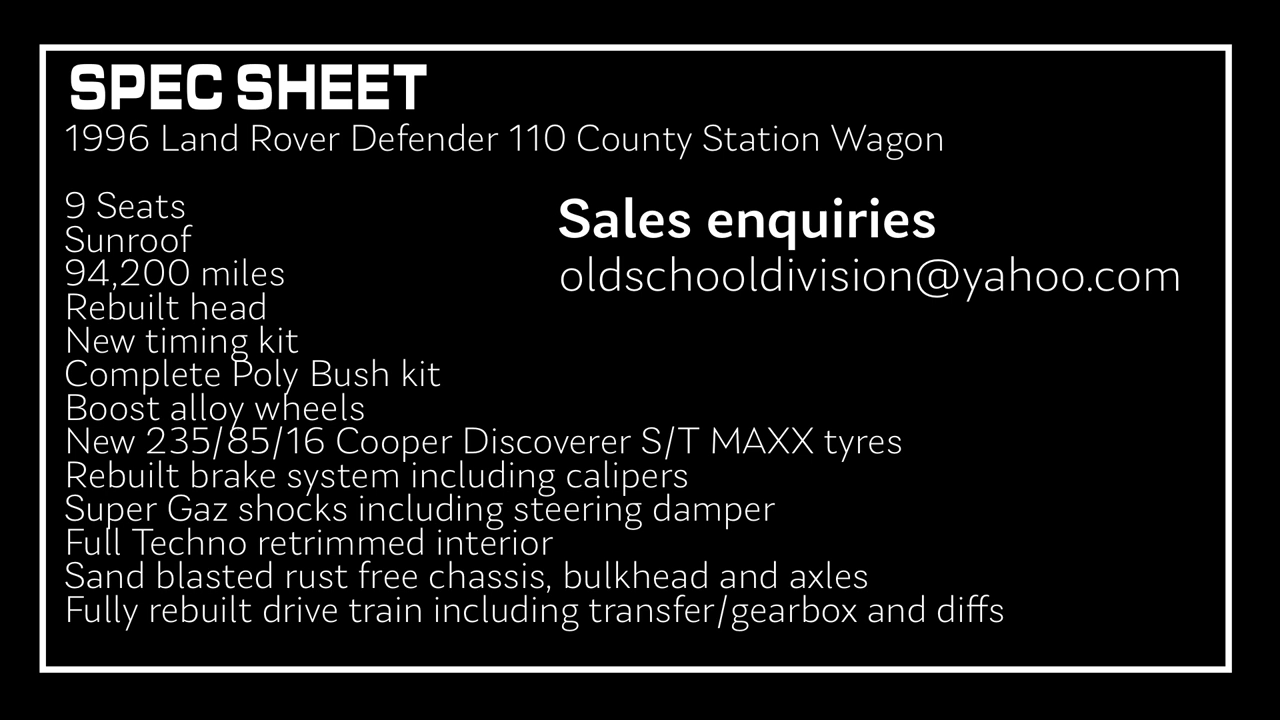 SPEC SHEET
1996 Land Rover Defender 110 County Station Wagon
9 Seats
Sunroof
94,200 miles
Rebuilt head
New timing kit
Complete Poly Bush kit
Boost alloy wheels
New 235/85/16 Cooper Discoverer S/T MAXX tyres
Rebuilt brake system including calipers
Super Gaz shocks including steering damper
Full Techno retrimmed interior
Sand blasted rust free chassis, bulkhead and axles
Fully rebuilt drive train including transfer/gearbox and diffs
Sales enquiries
oldschooldivision@yahoo.com